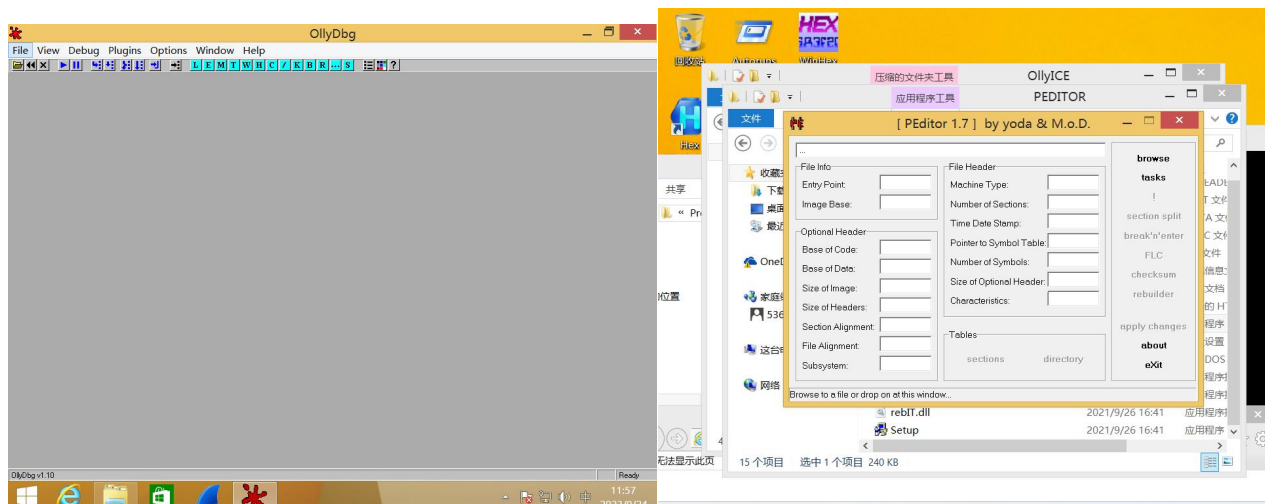 OllyDbg
File View Debug Plugins Options Window Help
L E M T W H C / K B R ... S
?
OllyDbg v1.10
Ready
中
11:57
回收站
Autoruns
WinHex
HEX
Hex
共享
« Pr
压缩的文件夹工具
OllyICE
应用程序工具
PEDITOR
文件
[ PEditor 1.7 ] by yoda & M.o.D.
...
File Info
Entry Point:
Image Base:
Optional Header
Base of Code:
Base of Data:
Size of Image:
Size of Headers:
Section Alignment:
File Alignment:
Subsystem:
File Header
Machine Type:
Number of Sections:
Time Date Stamp:
Pointer to Symbol Table:
Number of Symbols:
Size of Optional Header:
Characteristics:
Tables
sections
directory
browse
tasks
!
section split
break'n'enter
FLC
checksum
rebuilder
apply changes
about
eXit
Browse to a file or drop on at this window...
收藏
下载
桌面
最近
OneD
家庭
536
这台
网络
位置
rebIT.dll 2021/9/26 16:41 应用程序
Setup 2021/9/26 16:41 应用程序
15 个项目 选中 1 个项目 240 KB
无法显示此页